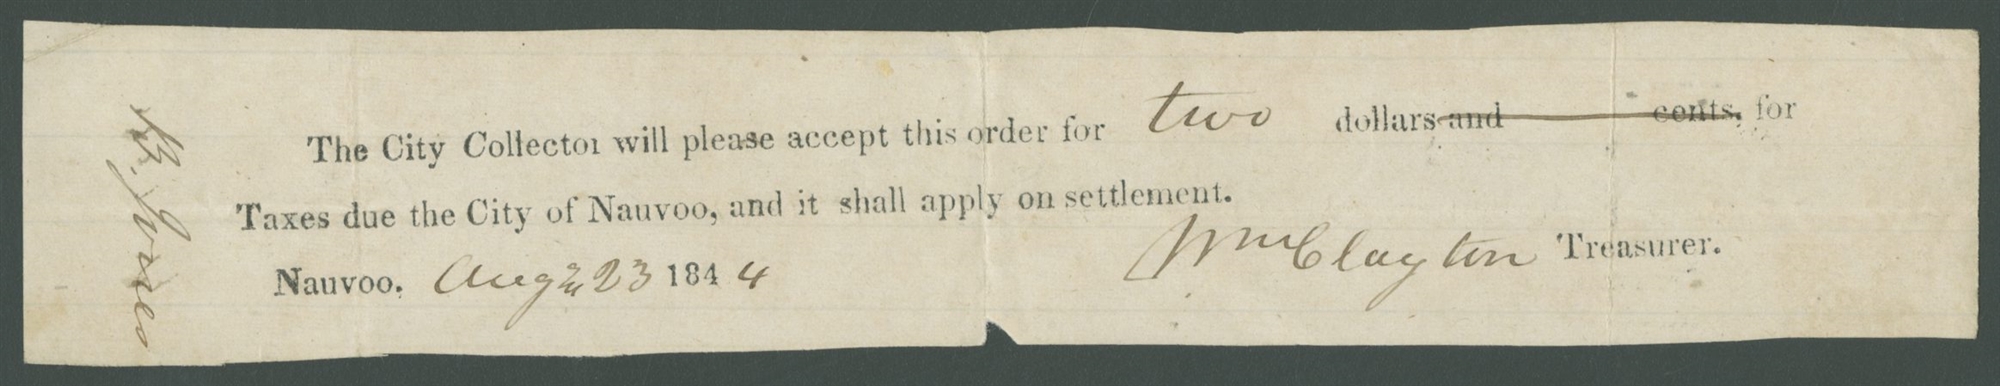 The City Collector will please accept this order for two dollars and cents, for
Taxes due the City of Nauvoo, and it shall apply on settlement.
Wm Clayton Treasurer.
Nauvoo, Aug 23 1844
Jones